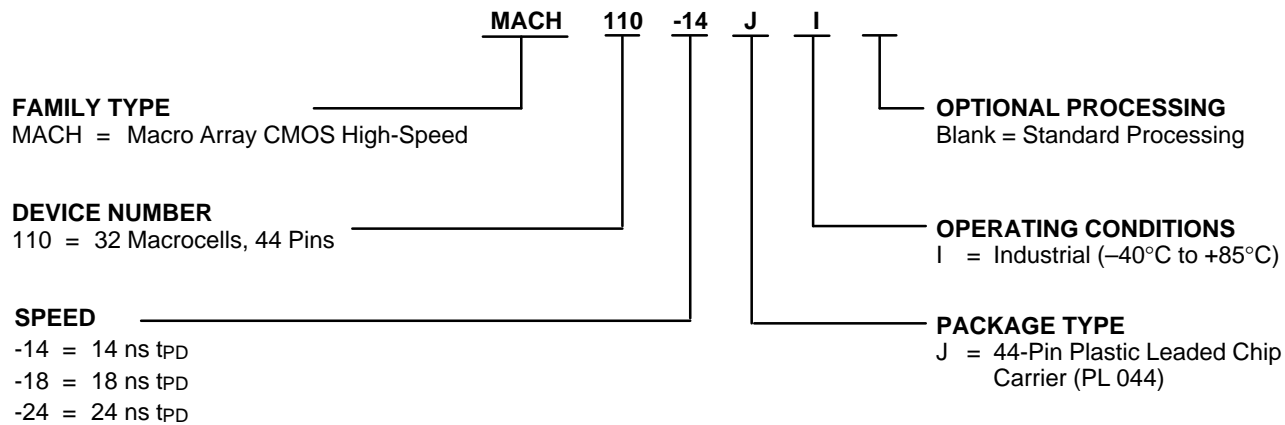 MACH 110 -14 J I
FAMILY TYPE
MACH = Macro Array CMOS High-Speed
DEVICE NUMBER
110 = 32 Macrocells, 44 Pins
SPEED
-14 = 14 ns tPD
-18 = 18 ns tPD
-24 = 24 ns tPD
OPTIONAL PROCESSING
Blank = Standard Processing
OPERATING CONDITIONS
I = Industrial (–40°C to +85°C)
PACKAGE TYPE
J = 44-Pin Plastic Leaded Chip
Carrier (PL 044)